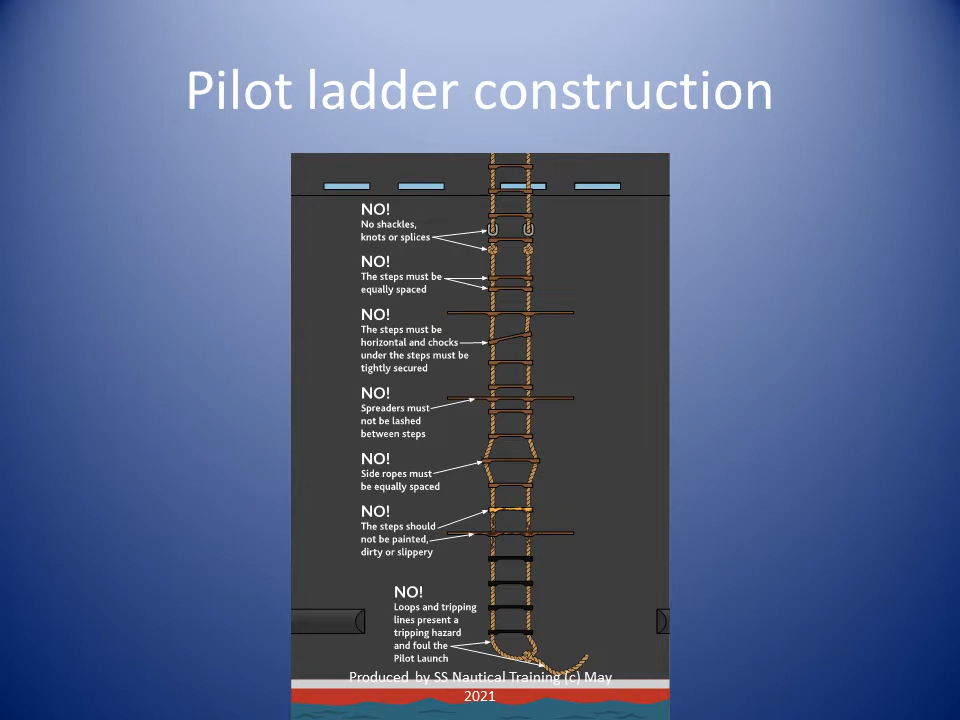 Pilot ladder construction
NO!
No shackles,
knots or splices
NO!
The steps must be
equally spaced
NO!
The steps must be
horizontal and chocks
under the steps must be
tightly secured
NO!
Spreaders must
not be lashed
between steps
NO!
Side ropes must
be equally spaced
NO!
The steps should
not be painted,
dirty or slippery
NO!
Loops and tripping
lines present a
tripping hazard
and foul the
Pilot Launch
Produced by SS Nautical Training (c) May
2021